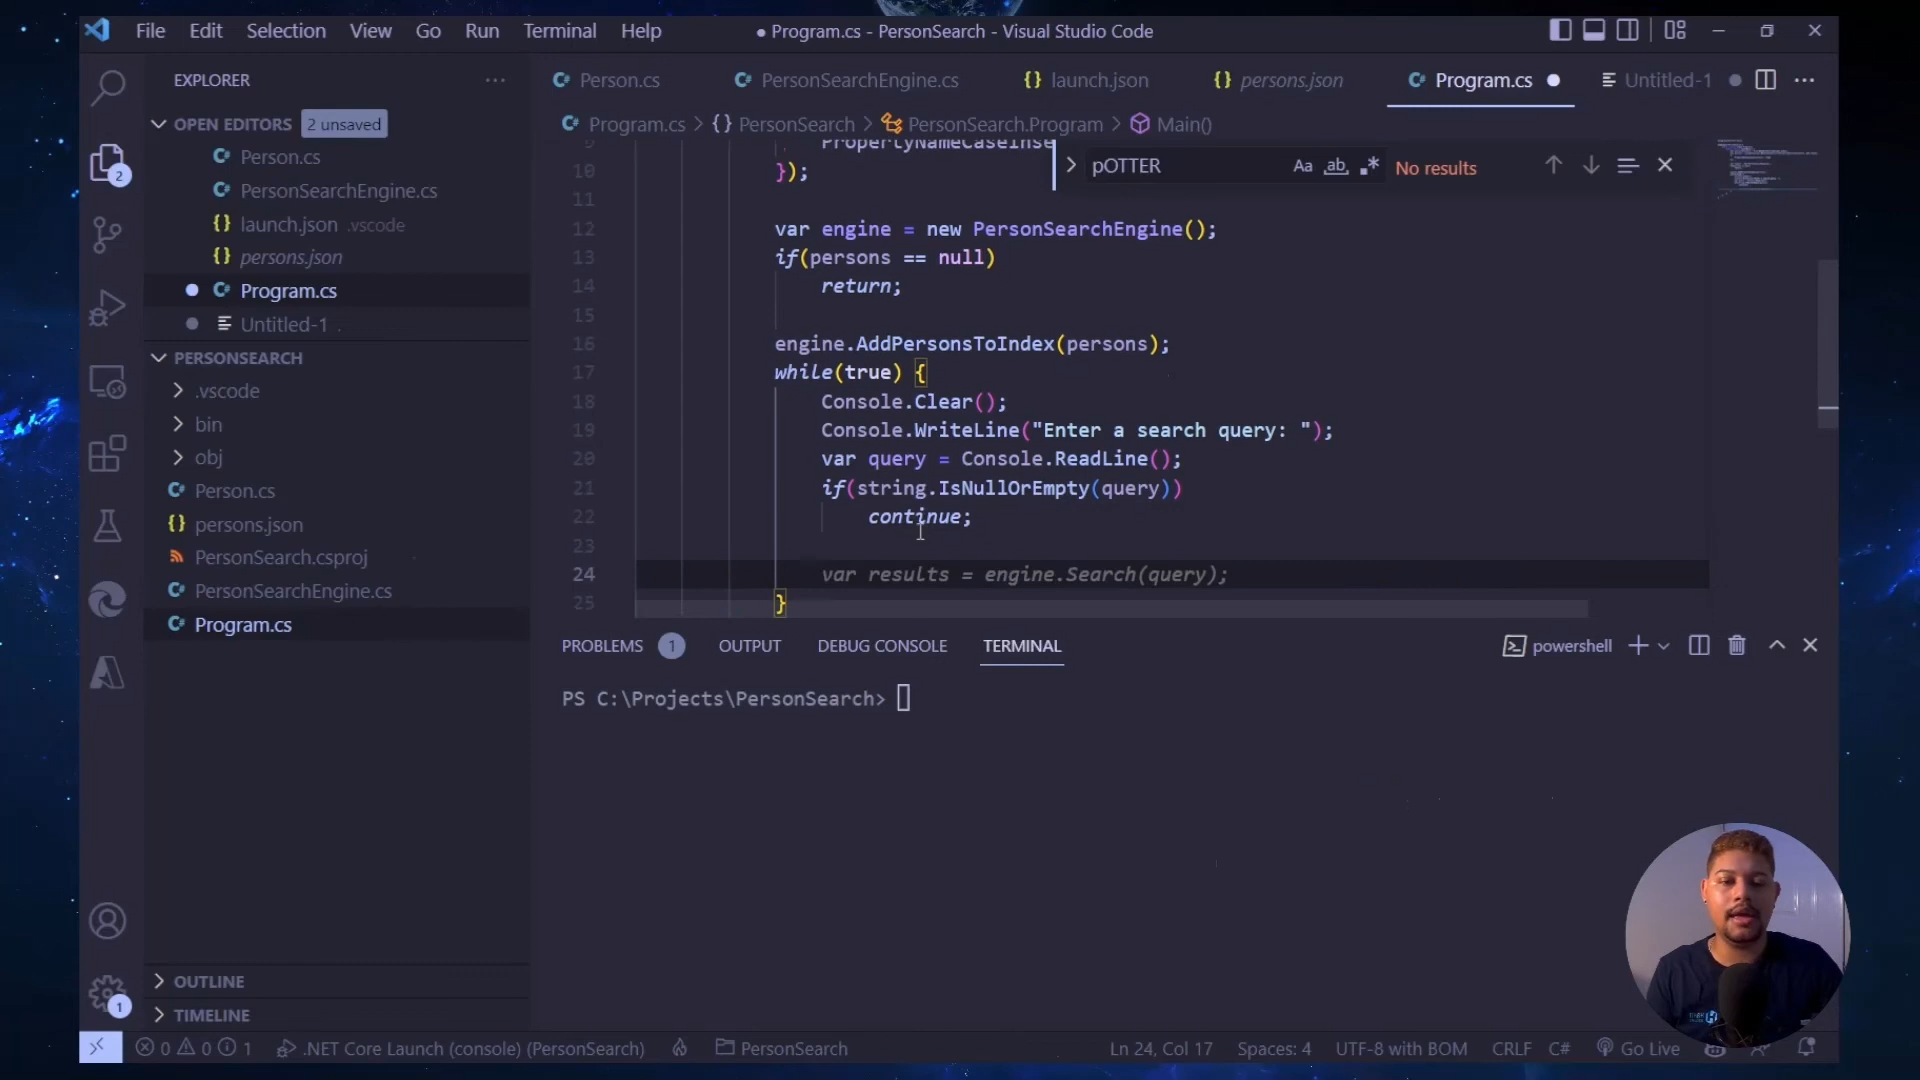 File Edit Selection View Go Run Terminal Help
● Program.cs - PersonSearch - Visual Studio Code
EXPLORER
OPEN EDITORS 2 unsaved
Person.cs
PersonSearchEngine.cs
launch.json .vscode
persons.json
Program.cs
Untitled-1 .
PERSONSEARCH
.vscode
bin
obj
Person.cs
persons.json
PersonSearch.csproj
PersonSearchEngine.cs
Program.cs
OUTLINE
TIMELINE
2
1
Person.cs PersonSearchEngine.cs launch.json persons.json Program.cs ● Untitled-1 ●
Program.cs > {} PersonSearch > PersonSearch.Program > Main()
pOTTER Aa ab .* No results
9 PropertyNameCaseInse
10 });
11
12 var engine = new PersonSearchEngine();
13 if(persons == null)
14 return;
15
16 engine.AddPersonsToIndex(persons);
17 while(true) {
18 Console.Clear();
19 Console.WriteLine("Enter a search query: ");
20 var query = Console.ReadLine();
21 if(string.IsNullOrEmpty(query))
22 continue;
23
24 var results = engine.Search(query);
25 }
PROBLEMS 1 OUTPUT DEBUG CONSOLE TERMINAL powershell
PS C:\Projects\PersonSearch>
0 0 1 .NET Core Launch (console) (PersonSearch) PersonSearch Ln 24, Col 17 Spaces: 4 UTF-8 with BOM CRLF C# Go Live